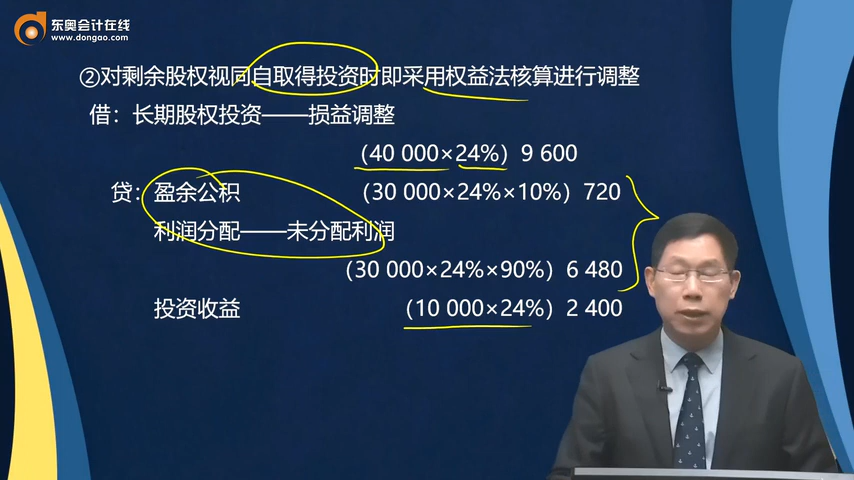 东奥会计在线
www.dongao.com
②对剩余股权视同自取得投资时即采用权益法核算进行调整
借：长期股权投资——损益调整
（40 000×24%）9 600
贷：盈余公积 （30 000×24%×10%）720
利润分配——未分配利润
（30 000×24%×90%）6 480
投资收益 （10 000×24%）2 400